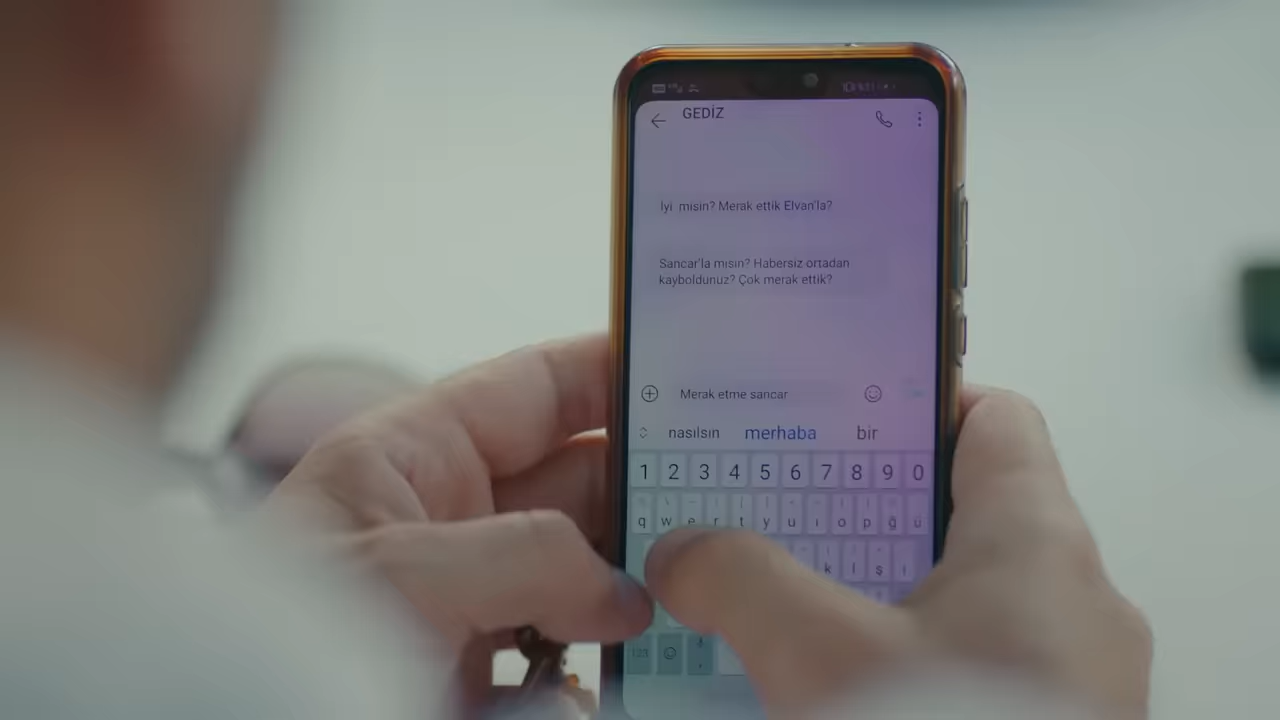 GEDİZ
İyi misin? Merak ettik Elvan'la?
Sancar'la mısın? Habersiz ortadan
kayboldunuz? Çok merak ettik?
Merak etme sancar
nasılsın merhaba bir
1 2 3 4 5 6 7 8 9 0
q w e r t y u ı o p ğ ü
k l ş i
123